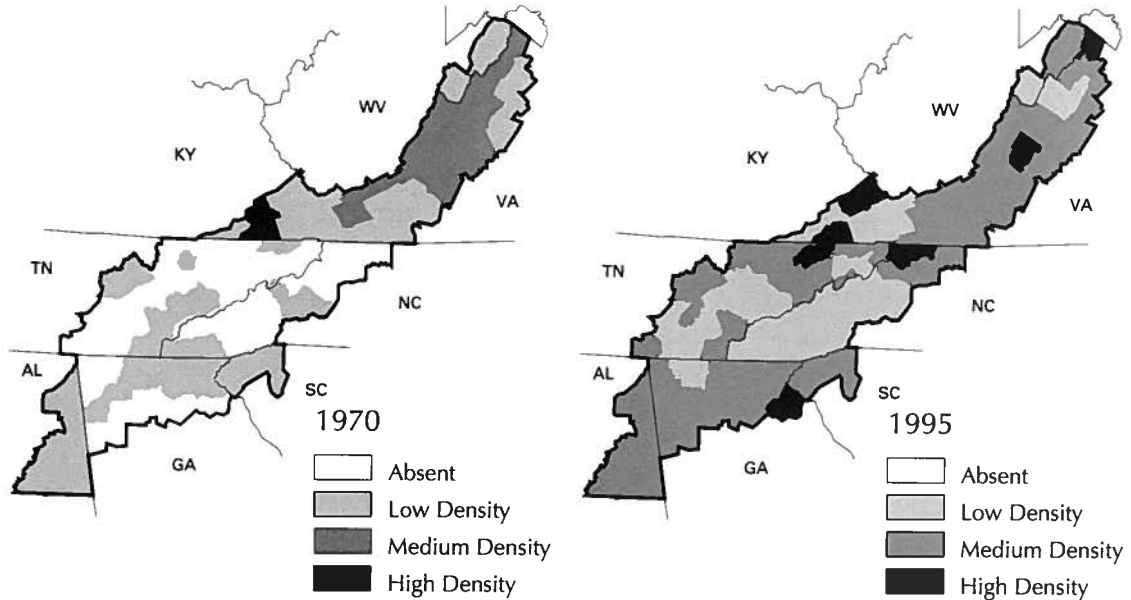 WV
KY
VA
TN
NC
AL
SC
GA
1970
Absent
Low Density
Medium Density
High Density
WV
KY
VA
TN
NC
AL
SC
GA
1995
Absent
Low Density
Medium Density
High Density